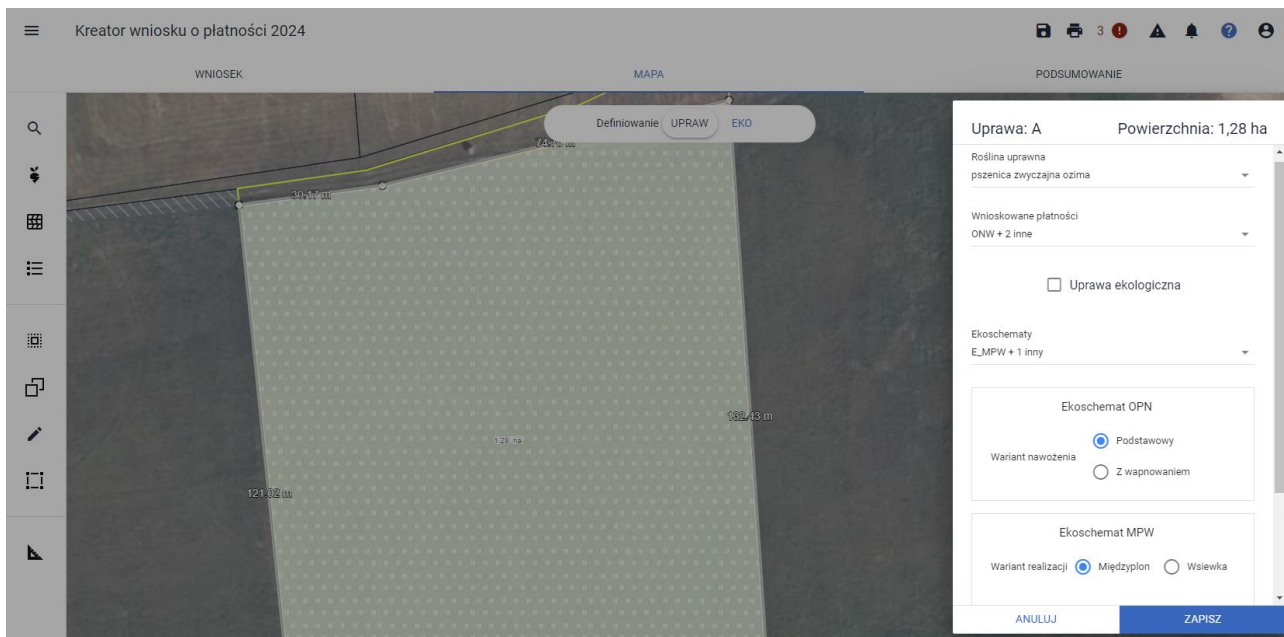 Kreator wniosku o płatności 2024
3
WNIOSEK MAPA PODSUMOWANIE
Definiowanie UPRAW EKO
74.76 m
30.17 m
132.43 m
1.28 ha
121.02 m
Uprawa: A Powierzchnia: 1,28 ha
Roślina uprawna
pszenica zwyczajna ozima
Wnioskowane płatności
ONW + 2 inne
Uprawa ekologiczna
Ekoschematy
E_MPW + 1 inny
Ekoschemat OPN
Wariant nawożenia
Podstawowy
Z wapnowaniem
Ekoschemat MPW
Wariant realizacji Międzyplon Wsiewka
ANULUJ ZAPISZ